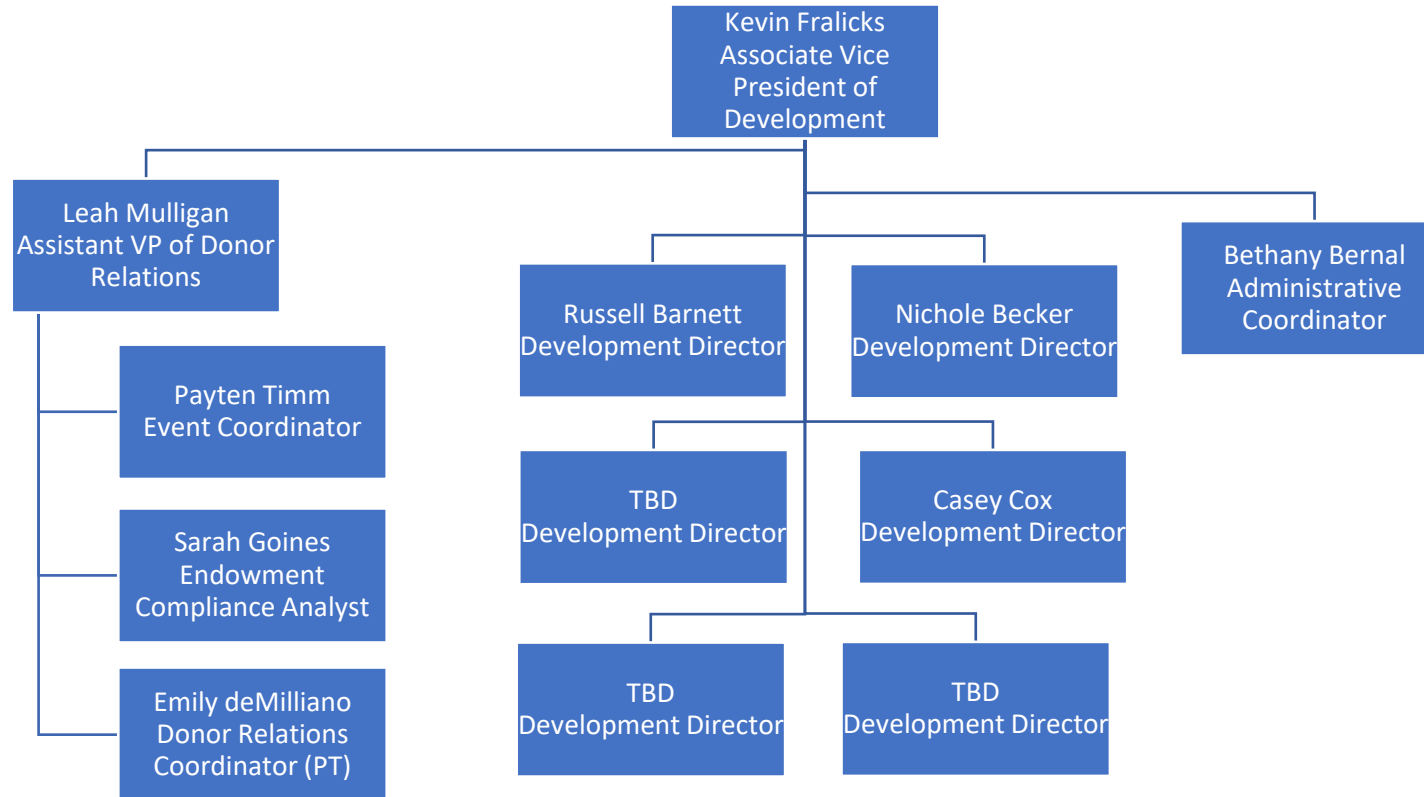 Kevin Fralicks
Associate Vice
President of
Development
Leah Mulligan
Assistant VP of Donor
Relations
Bethany Bernal
Administrative
Coordinator
Russell Barnett
Development Director
Nichole Becker
Development Director
Payten Timm
Event Coordinator
TBD
Development Director
Casey Cox
Development Director
Sarah Goines
Endowment
Compliance Analyst
TBD
Development Director
TBD
Development Director
Emily deMilliano
Donor Relations
Coordinator (PT)